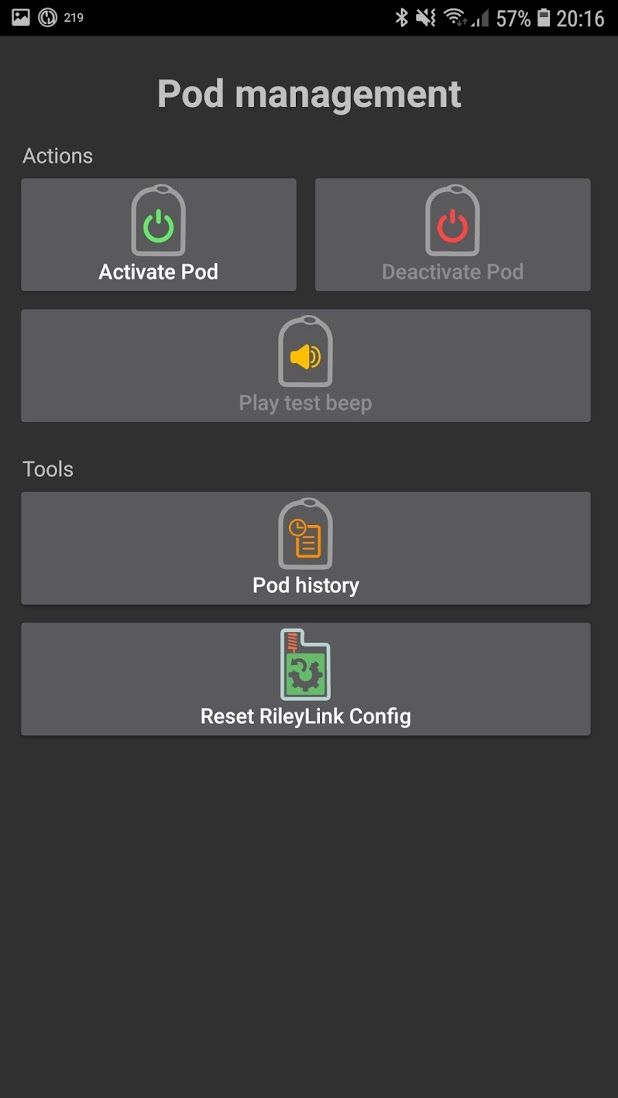 219
57%
20:16
Pod management
Actions
Activate Pod
Deactivate Pod
Play test beep
Tools
Pod history
Reset RileyLink Config